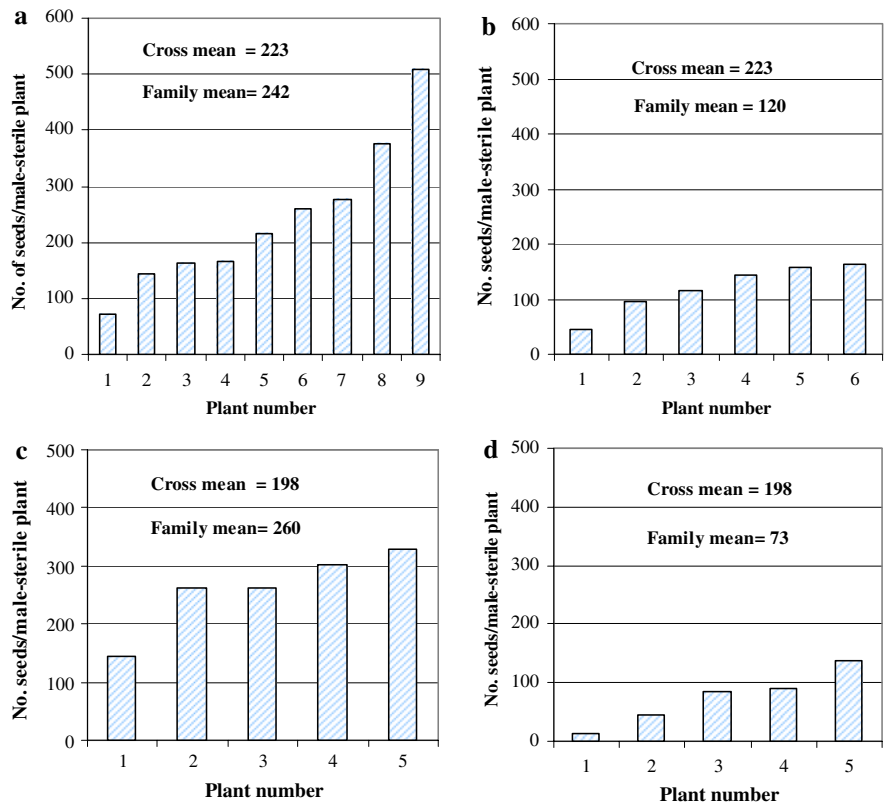 a
No. of seeds/male-sterile plant
600
500
400
300
200
100
0
Cross mean = 223
Family mean= 242
1 2 3 4 5 6 7 8 9
Plant number
b
No. seeds/male-sterile plant
600
500
400
300
200
100
0
Cross mean = 223
Family mean = 120
1 2 3 4 5 6
Plant number
c
No. seeds/male-sterile plant
500
400
300
200
100
0
Cross mean = 198
Family mean= 260
1 2 3 4 5
Plant number
d
No. seeds/male-sterile plant
500
400
300
200
100
0
Cross mean = 198
Family mean= 73
1 2 3 4 5
Plant number